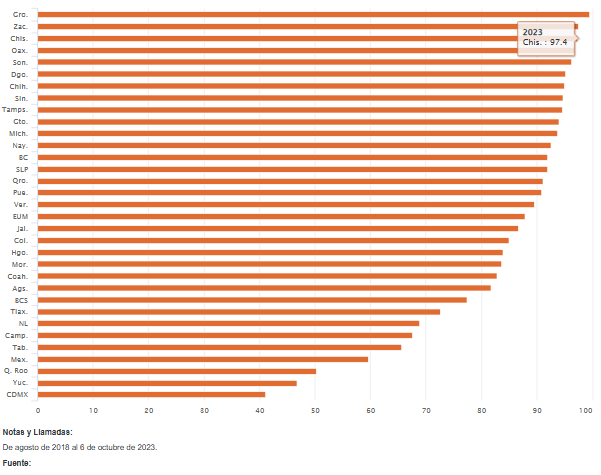 Gro.
Zac.
2023
Chis.
Chis. : 97.4
Oax.
Son.
Dgo.
Chih.
Sin.
Tamps.
Gto.
Mich.
Nay.
BC
SLP
Qro.
Pue.
Ver.
EUM
Jal.
Col.
Hgo.
Mor.
Coah.
Ags.
BCS
Tlax.
NL
Camp.
Tab.
Mex.
Q. Roo
Yuc.
CDMX
0 10 20 30 40 50 60 70 80 90 100
Notas y Llamadas:
De agosto de 2018 al 6 de octubre de 2023.
Fuente: